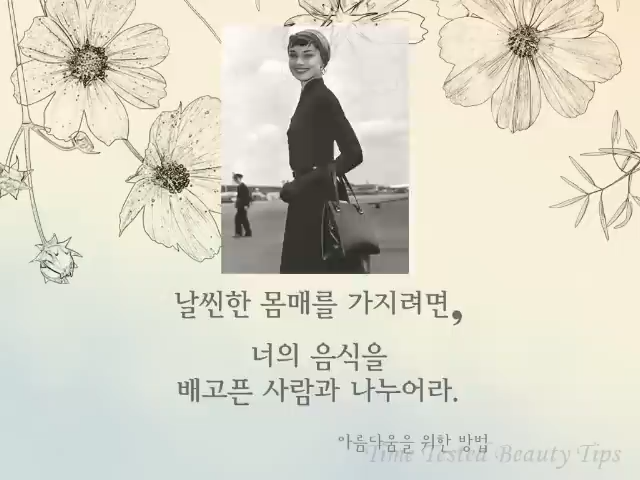 날씬한 몸매를 가지려면,
너의 음식을
배고픈 사람과 나누어라.
아름다움을 위한 방법
Time Tested Beauty Tips